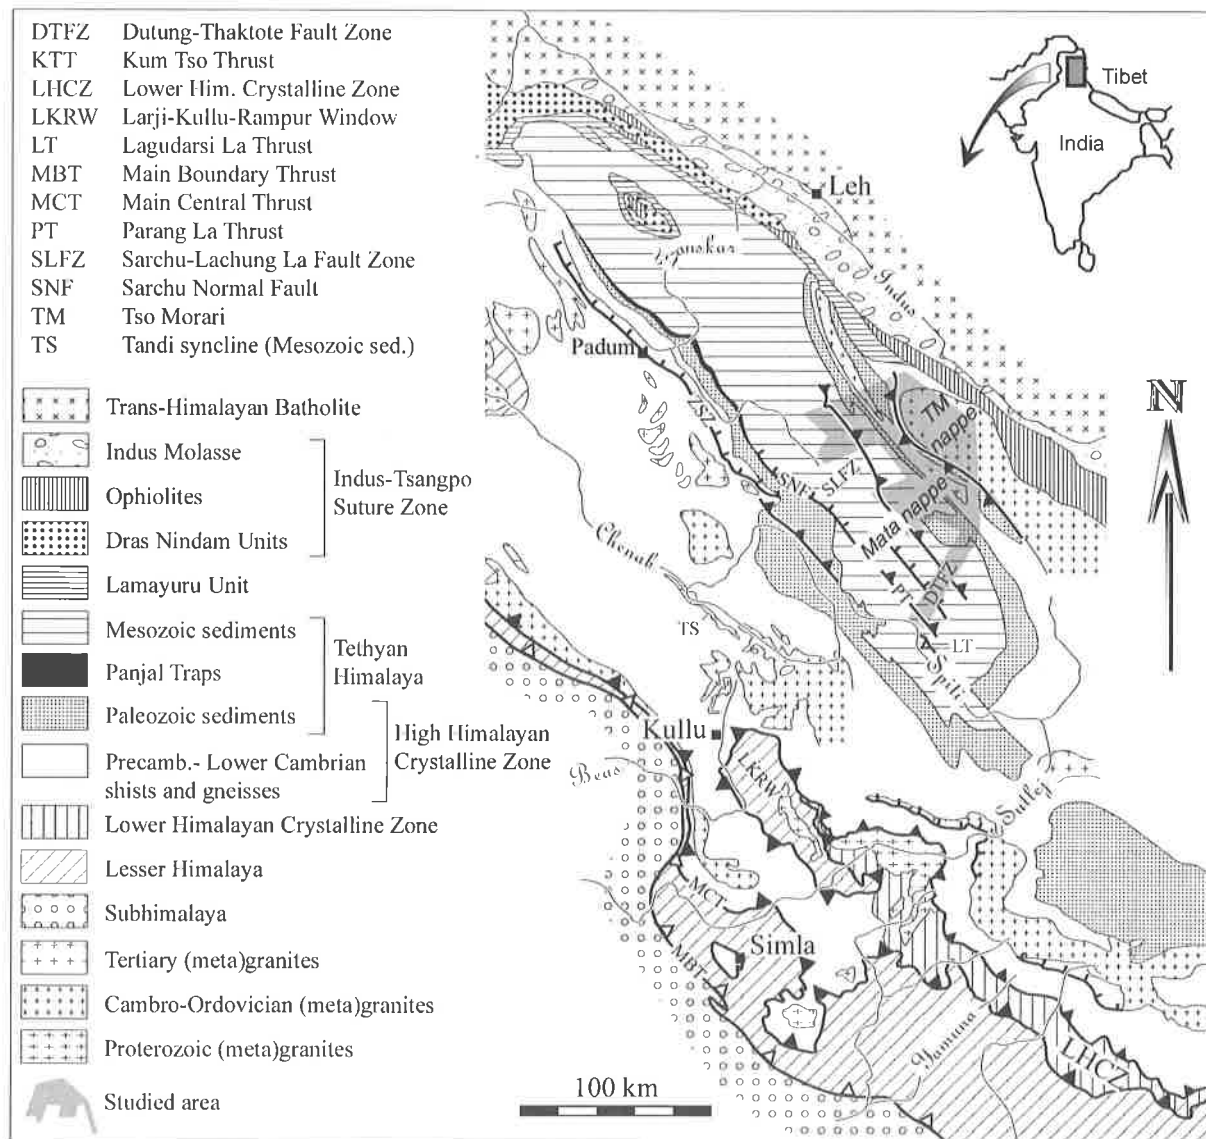 DTFZ Dutung-Thaktote Fault Zone
KTT Kum Tso Thrust
LHCZ Lower Him. Crystalline Zone
LKRW Larji-Kullu-Rampur Window
LT Lagudarsi La Thrust
MBT Main Boundary Thrust
MCT Main Central Thrust
PT Parang La Thrust
SLFZ Sarchu-Lachung La Fault Zone
SNF Sarchu Normal Fault
TM Tso Morari
TS Tandi syncline (Mesozoic sed.)
Trans-Himalayan Batholite
Indus Molasse
Ophiolites
Dras Nindam Units
Indus-Tsangpo
Suture Zone
Lamayuru Unit
Mesozoic sediments
Panjal Traps
Paleozoic sediments
Tethyan
Himalaya
Precamb.- Lower Cambrian
shists and gneisses
High Himalayan
Crystalline Zone
Lower Himalayan Crystalline Zone
Lesser Himalaya
Subhimalaya
Tertiary (meta)granites
Cambro-Ordovician (meta)granites
Proterozoic (meta)granites
Studied area
Tibet
India
N
Leh
Zanskar
Indus
Padum
ZSZ
TM
nappe
SNF
SLFZ
Mata nappe
Chenab
PT
DTFZ
TS
LT
Spiti
Kullu
Beas
LKRW
Sutlej
MCT
Simla
MBT
Yamuna
LHCZ
100 km